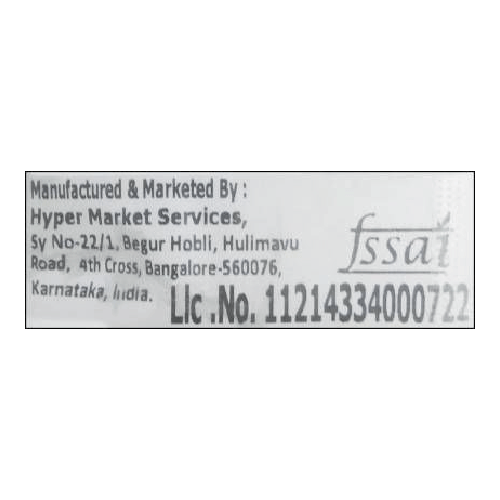 Manufactured & Marketed By :
Hyper Market Services,
Sy No-22/1, Begur Hobli, Hulimavu
Road, 4th Cross, Bangalore-560076,
Karnataka, India.
fssai
Lic .No. 11214334000722